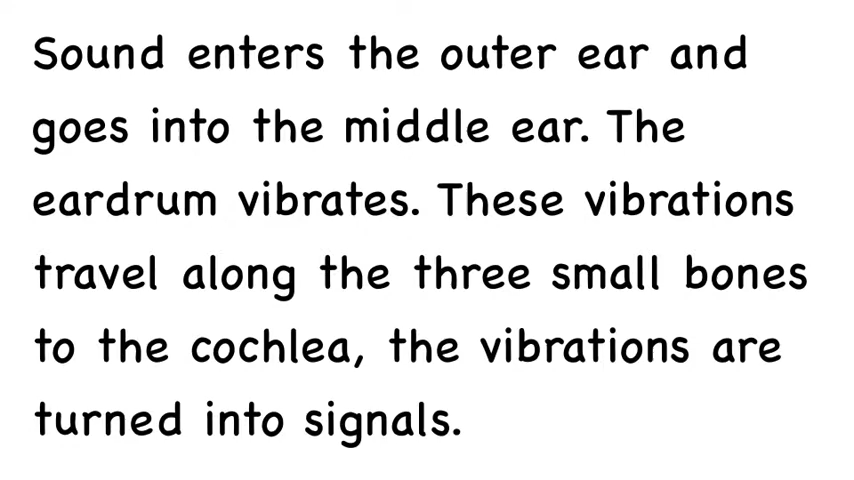 Sound enters the outer ear and
goes into the middle ear. The
eardrum vibrates. These vibrations
travel along the three small bones
to the cochlea, the vibrations are
turned into signals.